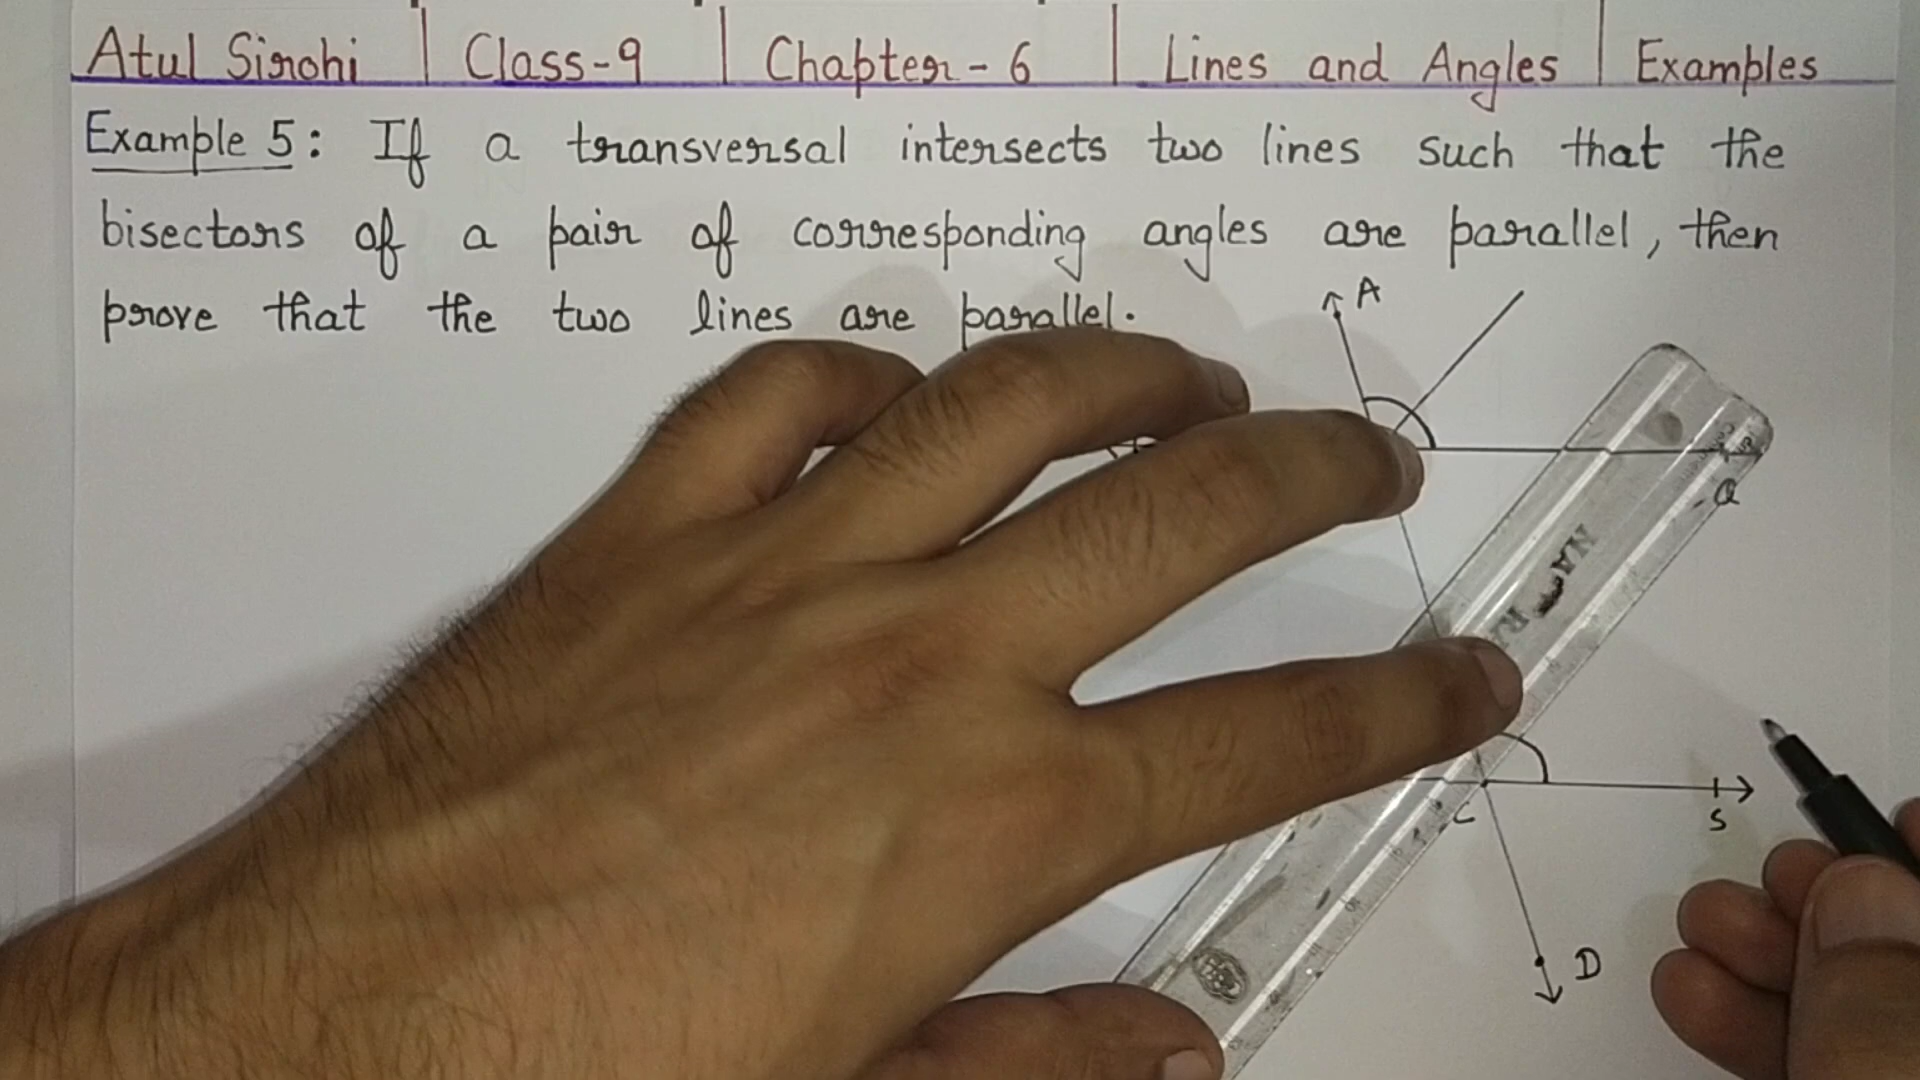 Atul Sirohi | Class-9 | Chapter-6 | Lines and Angles | Examples
Example 5: If a transversal intersects two lines such that the
bisectors of a pair of corresponding angles are parallel, then
prove that the two lines are parallel.
A
Q
C
S
D